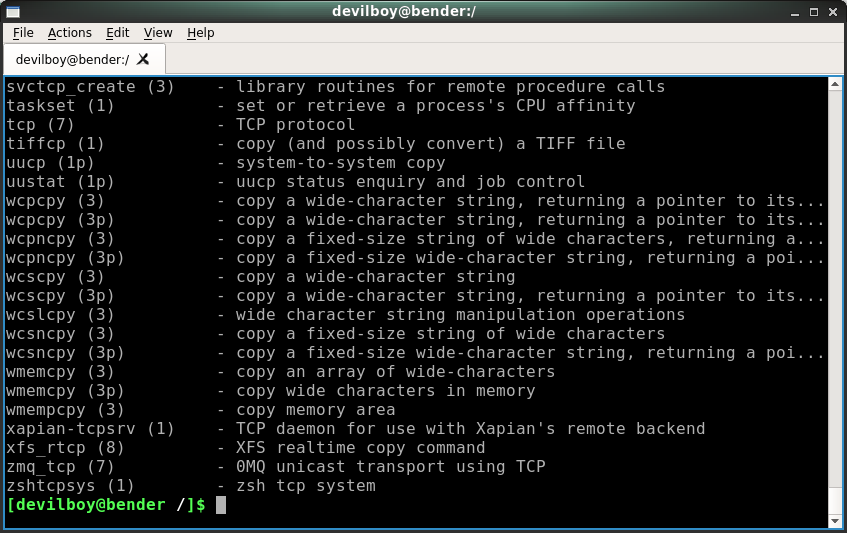 devilboy@bender:/
File Actions Edit View Help
devilboy@bender:/
svctcp_create (3)    - library routines for remote procedure calls
taskset (1)          - set or retrieve a process's CPU affinity
tcp (7)              - TCP protocol
tiffcp (1)           - copy (and possibly convert) a TIFF file
uucp (1p)            - system-to-system copy
uustat (1p)          - uucp status enquiry and job control
wcpcpy (3)           - copy a wide-character string, returning a pointer to its...
wcpcpy (3p)          - copy a wide-character string, returning a pointer to its...
wcpncpy (3)          - copy a fixed-size string of wide characters, returning a...
wcpncpy (3p)         - copy a fixed-size wide-character string, returning a poi...
wcscpy (3)           - copy a wide-character string
wcscpy (3p)          - copy a wide-character string, returning a pointer to its...
wcslcpy (3)          - wide character string manipulation operations
wcsncpy (3)          - copy a fixed-size string of wide characters
wcsncpy (3p)         - copy a fixed-size wide-character string, returning a poi...
wmemcpy (3)          - copy an array of wide-characters
wmemcpy (3p)         - copy wide characters in memory
wmempcpy (3)         - copy memory area
xapian-tcpsrv (1)    - TCP daemon for use with Xapian's remote backend
xfs_rtcp (8)         - XFS realtime copy command
zmq_tcp (7)          - 0MQ unicast transport using TCP
zshtcpsys (1)        - zsh tcp system
[devilboy@bender /]$